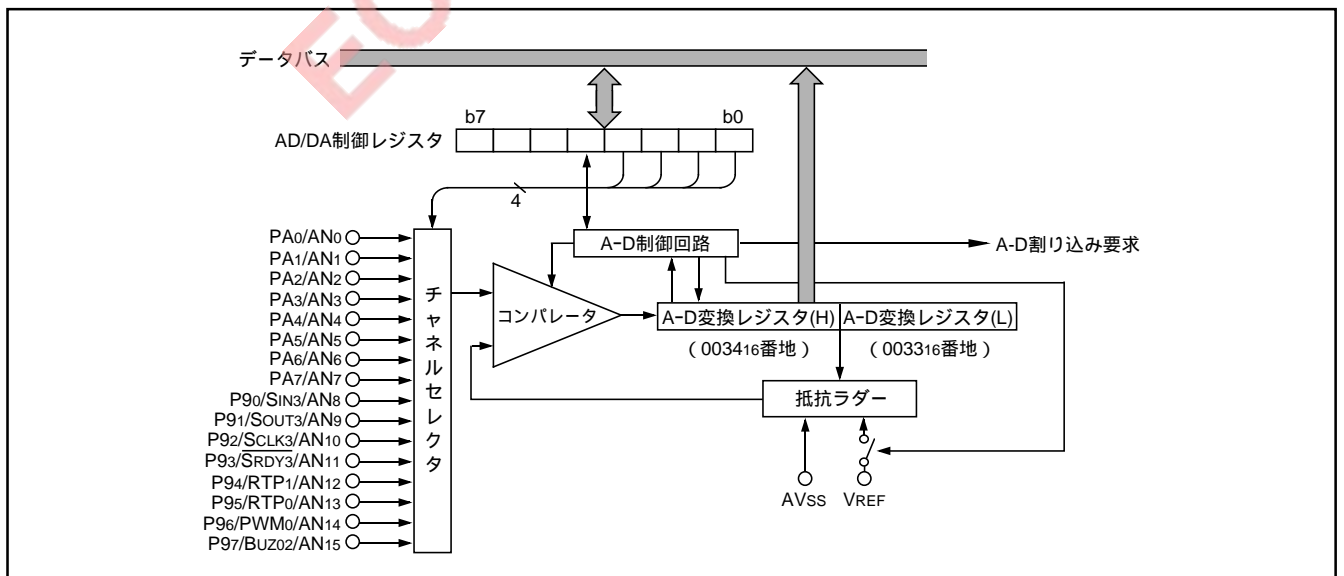 データバス
b7 b0
AD/DA制御レジスタ
4
A-D制御回路
A-D割り込み要求
PA0/AN0
PA1/AN1
PA2/AN2
PA3/AN3
PA4/AN4
PA5/AN5
PA6/AN6
PA7/AN7
P90/SIN3/AN8
P91/SOUT3/AN9
P92/SCLK3/AN10
P93/SRDY3/AN11
P94/RTP1/AN12
P95/RTP0/AN13
P96/PWM0/AN14
P97/BUZ02/AN15
チャネルセレクタ
コンパレータ
A-D変換レジスタ(H) A-D変換レジスタ(L)
(003416番地) (003316番地)
抵抗ラダー
AVSS VREF